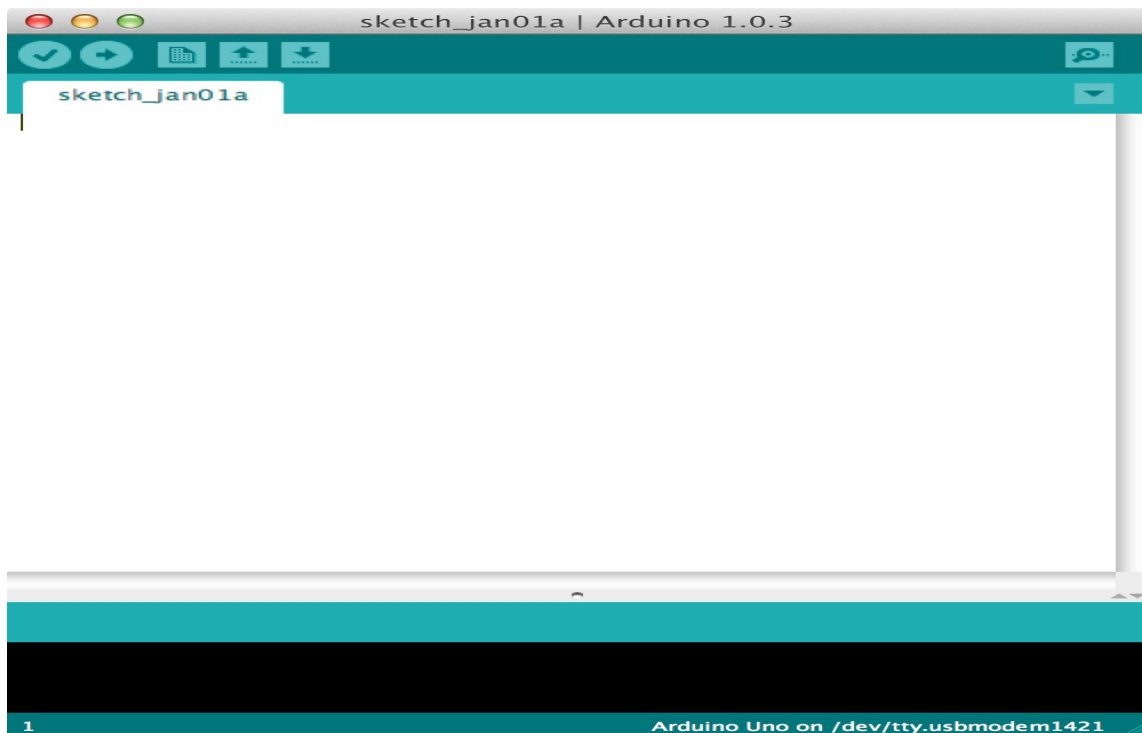 sketch_jan01a | Arduino 1.0.3
sketch_jan01a
1
Arduino Uno on /dev/tty.usbmodem1421